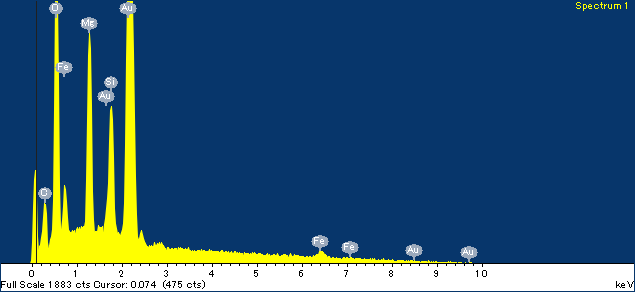 Spectrum 1
O Au
Mg
Fe
Si
Au
O
Fe Fe Au Au
0 1 2 3 4 5 6 7 8 9 10
Full Scale 1883 cts Cursor: 0.074 (475 cts) keV